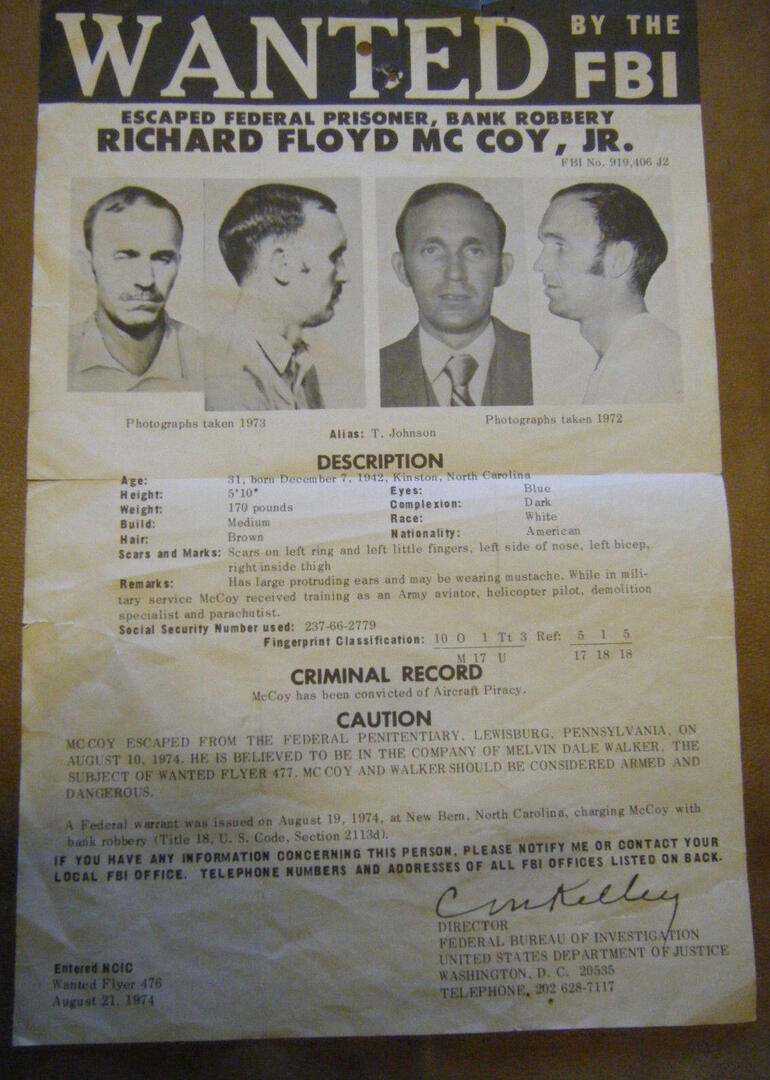 WANTED BY THE FBI
ESCAPED FEDERAL PRISONER, BANK ROBBERY
RICHARD FLOYD MC COY, JR.
FBI No. 919,406 J2
Photographs taken 1973
Photographs taken 1972
Alias: T. Johnson
DESCRIPTION
Age: 31, born December 7, 1942, Kinston, North Carolina
Height: 5'10" Eyes: Blue
Weight: 170 pounds Complexion: Dark
Build: Medium Race: White
Hair: Brown Nationality: American
Scars and Marks: Scars on left ring and left little fingers, left side of nose, left bicep,
right inside thigh
Remarks: Has large protruding ears and may be wearing mustache. While in mili-
tary service McCoy received training as an Army aviator, helicopter pilot, demolition
specialist and parachutist.
Social Security Number used: 237-66-2779
Fingerprint Classification: 10 O 1 Tt 3 Ref: 5 1 5
M 17 U 17 18 18
CRIMINAL RECORD
McCoy has been convicted of Aircraft Piracy.
CAUTION
MC COY ESCAPED FROM THE FEDERAL PENITENTIARY, LEWISBURG, PENNSYLVANIA, ON
AUGUST 10, 1974. HE IS BELIEVED TO BE IN THE COMPANY OF MELVIN DALE WALKER, THE
SUBJECT OF WANTED FLYER 477. MC COY AND WALKER SHOULD BE CONSIDERED ARMED AND
DANGEROUS.
A Federal warrant was issued on August 19, 1974, at New Bern, North Carolina, charging McCoy with
bank robbery (Title 18, U. S. Code, Section 2113d).
IF YOU HAVE ANY INFORMATION CONCERNING THIS PERSON, PLEASE NOTIFY ME OR CONTACT YOUR
LOCAL FBI OFFICE. TELEPHONE NUMBERS AND ADDRESSES OF ALL FBI OFFICES LISTED ON BACK.
CMKelley
DIRECTOR
FEDERAL BUREAU OF INVESTIGATION
UNITED STATES DEPARTMENT OF JUSTICE
WASHINGTON, D. C. 20535
TELEPHONE, 202 628-7117
Entered NCIC
Wanted Flyer 476
August 21, 1974